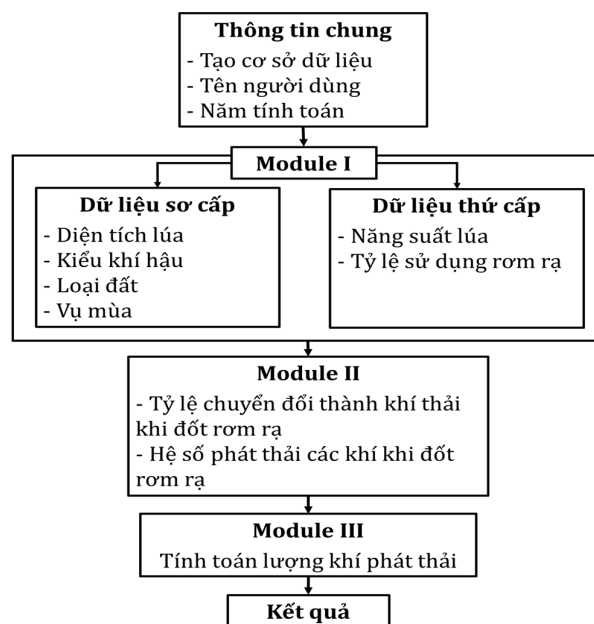 Thông tin chung
- Tạo cơ sở dữ liệu
- Tên người dùng
- Năm tính toán
Module I
Dữ liệu sơ cấp
- Diện tích lúa
- Kiểu khí hậu
- Loại đất
- Vụ mùa
Dữ liệu thứ cấp
- Năng suất lúa
- Tỷ lệ sử dụng rơm rạ
Module II
- Tỷ lệ chuyển đổi thành khí thải
khi đốt rơm rạ
- Hệ số phát thải các khí khi đốt
rơm rạ
Module III
Tính toán lượng khí phát thải
Kết quả